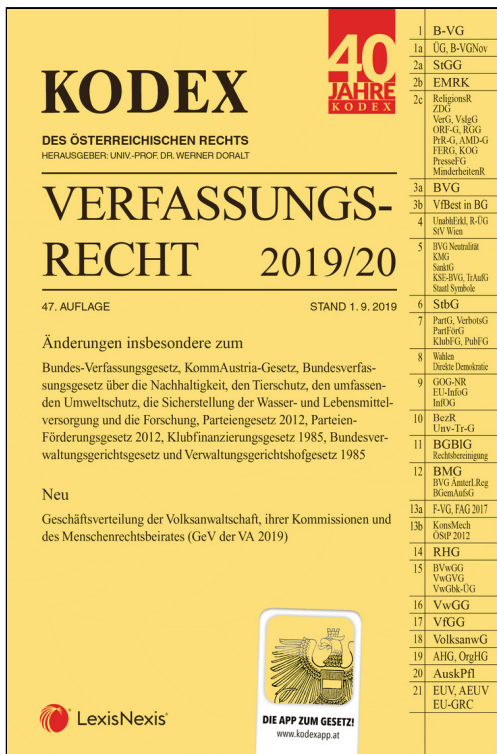 40
JAHRE
KODEX
KODEX
DES ÖSTERREICHISCHEN RECHTS
HERAUSGEBER: UNIV.-PROF. DR. WERNER DORALT
VERFASSUNGS-
RECHT 2019/20
47. AUFLAGE STAND 1. 9. 2019
Änderungen insbesondere zum
Bundes-Verfassungsgesetz, KommAustria-Gesetz, Bundesverfas-
sungsgesetz über die Nachhaltigkeit, den Tierschutz, den umfassen-
den Umweltschutz, die Sicherstellung der Wasser- und Lebensmittel-
versorgung und die Forschung, Parteiengesetz 2012, Parteien-
Förderungsgesetz 2012, Klubfinanzierungsgesetz 1985, Bundesver-
waltungsgerichtsgesetz und Verwaltungsgerichtshofgesetz 1985
Neu
Geschäftsverteilung der Volksanwaltschaft, ihrer Kommissionen und
des Menschenrechtsbeirates (GeV der VA 2019)
LexisNexis®
DIE APP ZUM GESETZ!
www.kodexapp.at
1 B-VG
1a ÜG, B-VGNov
2a StGG
2b EMRK
2c ReligionsR
ZDG
VerG, VslgG
ORF-G, RGG
PrR-G, AMD-G
FERG, KOG
PresseFG
MinderheitenR
3a BVG
3b VfBest in BG
4 UnabhErkl, R-ÜG
StV Wien
5 BVG Neutralität
KMG
SanktG
KSE-BVG, TrAufG
Staatl Symbole
6 StbG
7 PartG, VerbotsG
PartFörG
KlubFG, PubFG
8 Wahlen
Direkte Demokratie
9 GOG-NR
EU-InfoG
InfOG
10 BezR
Unv-Tr-G
11 BGBlG
Rechtsbereinigung
12 BMG
BVG ÄmterLReg
BGemAufsG
13a F-VG, FAG 2017
13b KonsMech
ÖStP 2012
14 RHG
15 BVwGG
VwGVG
VwGbk-ÜG
16 VwGG
17 VfGG
18 VolksanwG
19 AHG, OrgHG
20 AuskPfl
21 EUV, AEUV
EU-GRC